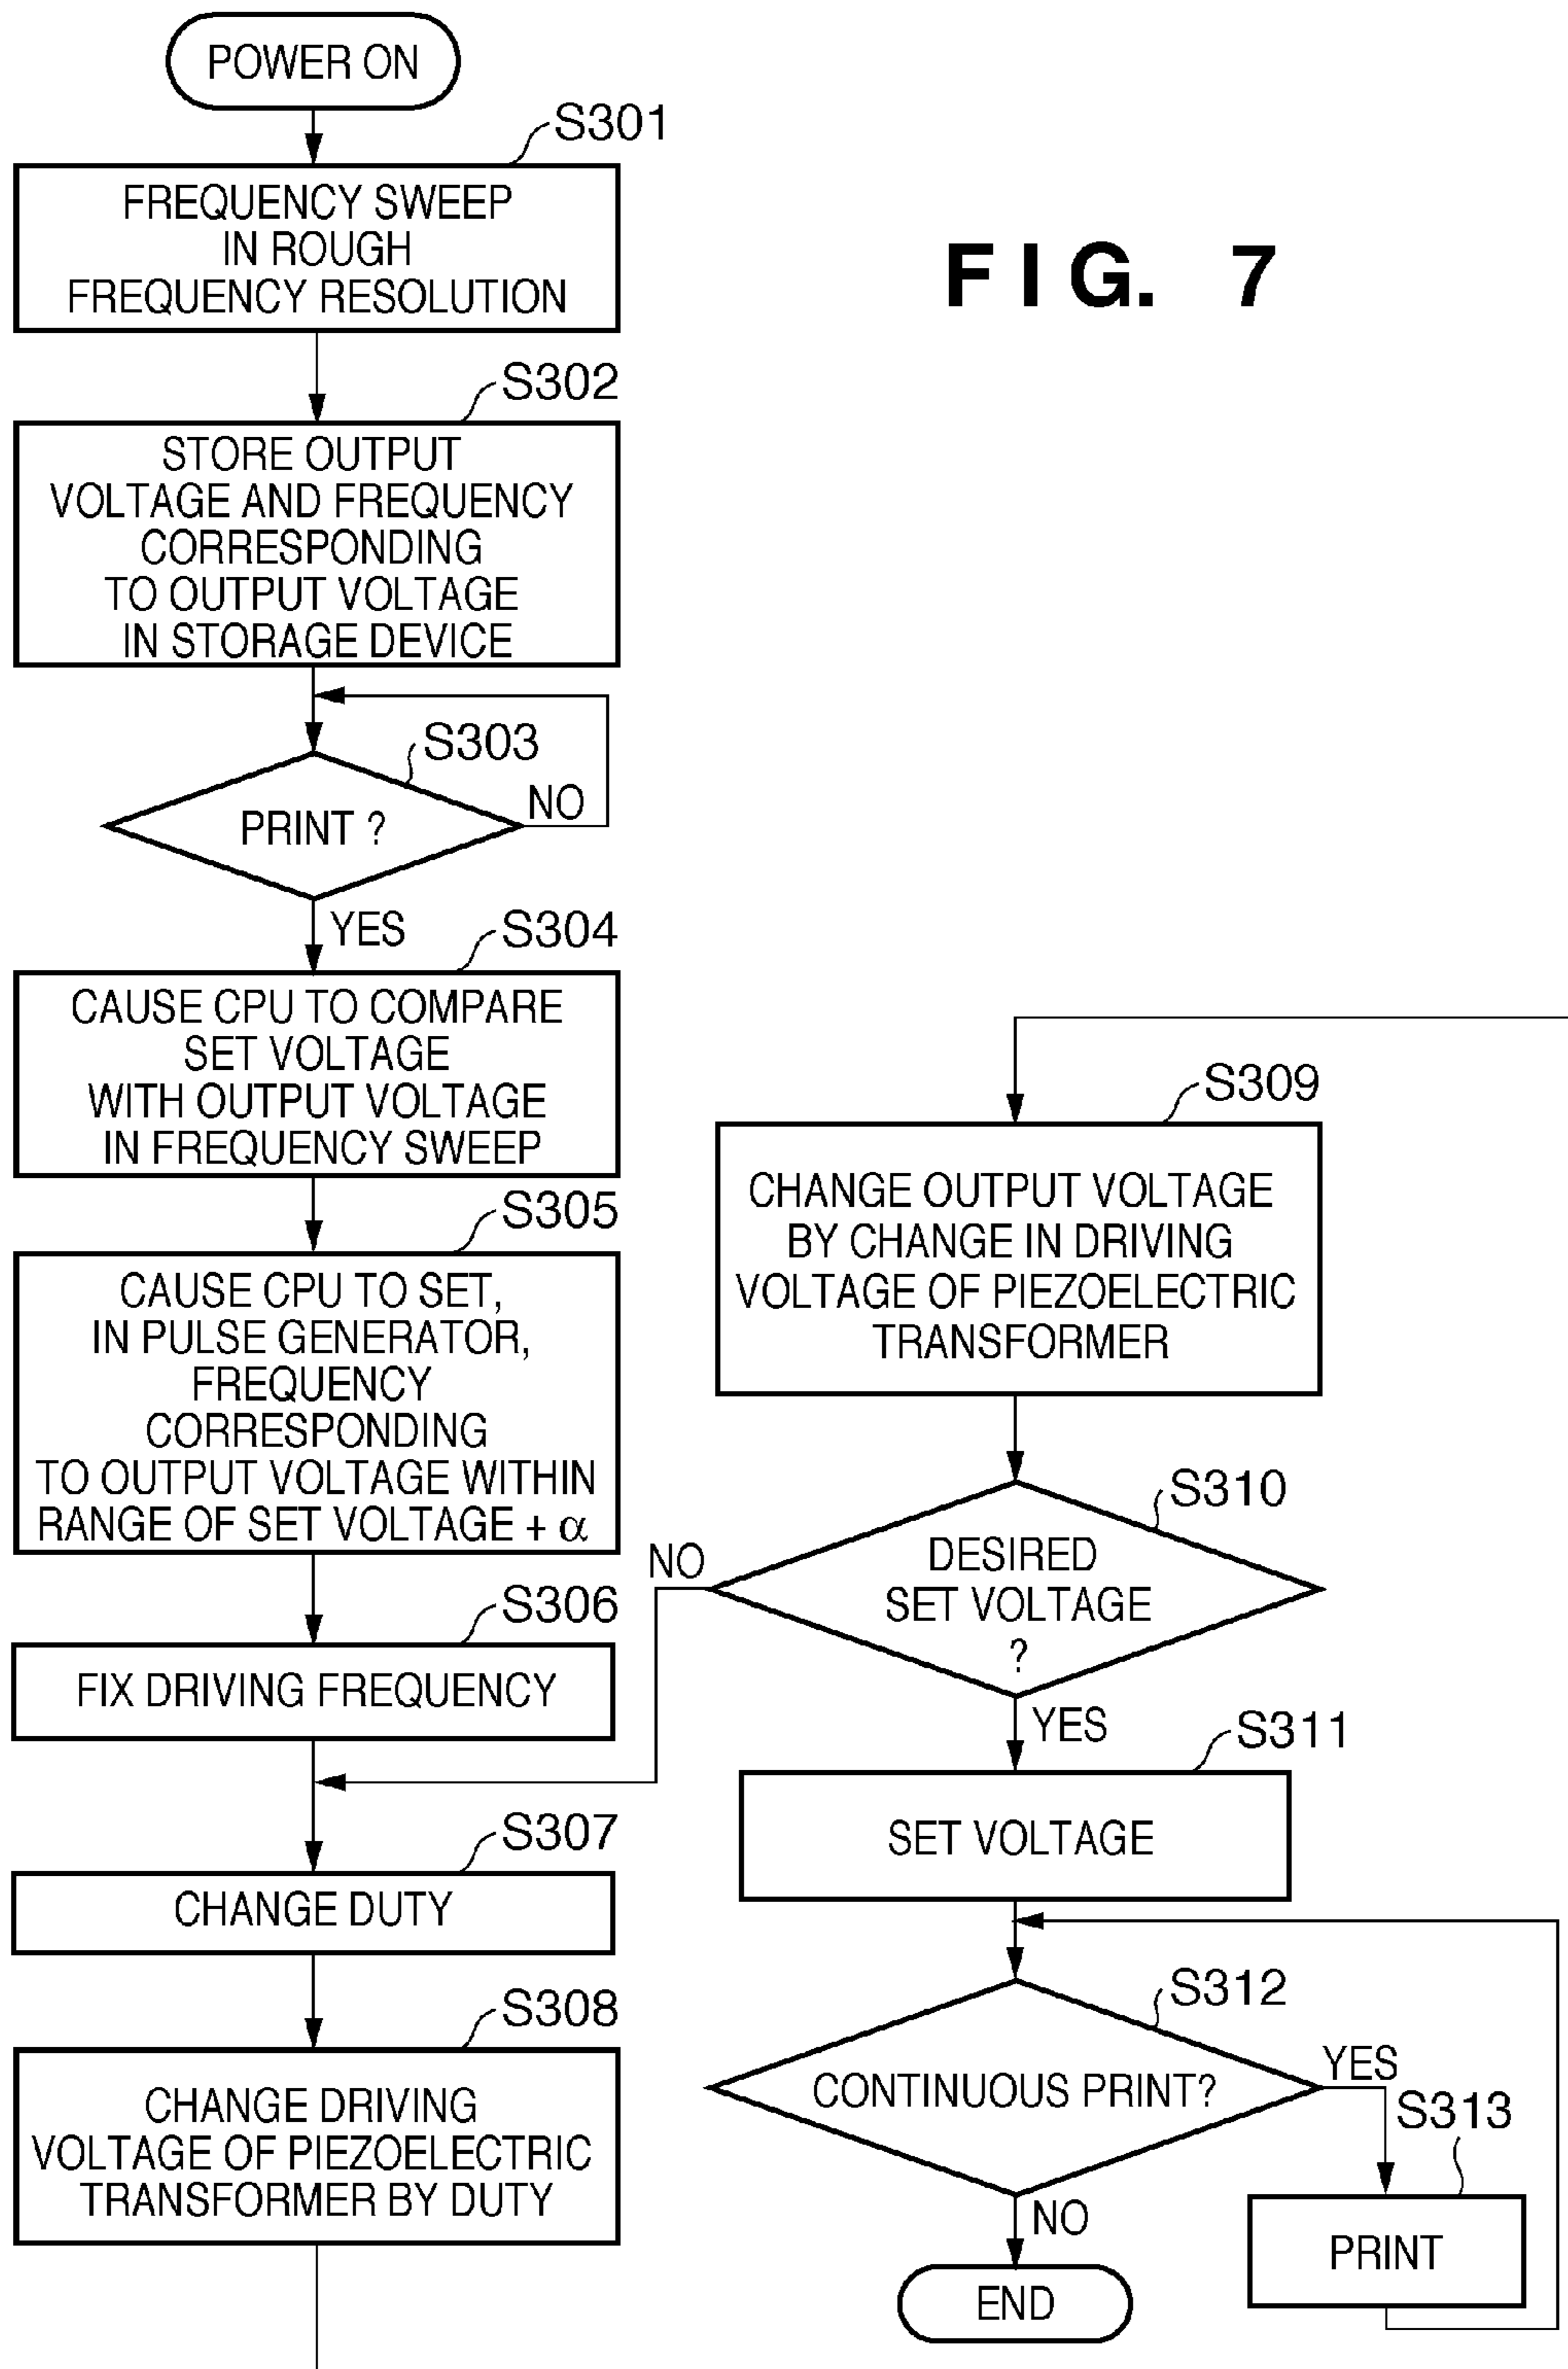 POWER ON
S301
FREQUENCY SWEEP
IN ROUGH
FREQUENCY RESOLUTION
F I G. 7
S302
STORE OUTPUT
VOLTAGE AND FREQUENCY
CORRESPONDING
TO OUTPUT VOLTAGE
IN STORAGE DEVICE
S303
PRINT ?
NO
YES
S304
CAUSE CPU TO COMPARE
SET VOLTAGE
WITH OUTPUT VOLTAGE
IN FREQUENCY SWEEP
S305
CAUSE CPU TO SET,
IN PULSE GENERATOR,
FREQUENCY
CORRESPONDING
TO OUTPUT VOLTAGE WITHIN
RANGE OF SET VOLTAGE + α
S306
FIX DRIVING FREQUENCY
S307
CHANGE DUTY
S308
CHANGE DRIVING
VOLTAGE OF PIEZOELECTRIC
TRANSFORMER BY DUTY
S309
CHANGE OUTPUT VOLTAGE
BY CHANGE IN DRIVING
VOLTAGE OF PIEZOELECTRIC
TRANSFORMER
S310
DESIRED
SET VOLTAGE
?
NO
YES
S311
SET VOLTAGE
S312
CONTINUOUS PRINT?
YES
S313
PRINT
NO
END